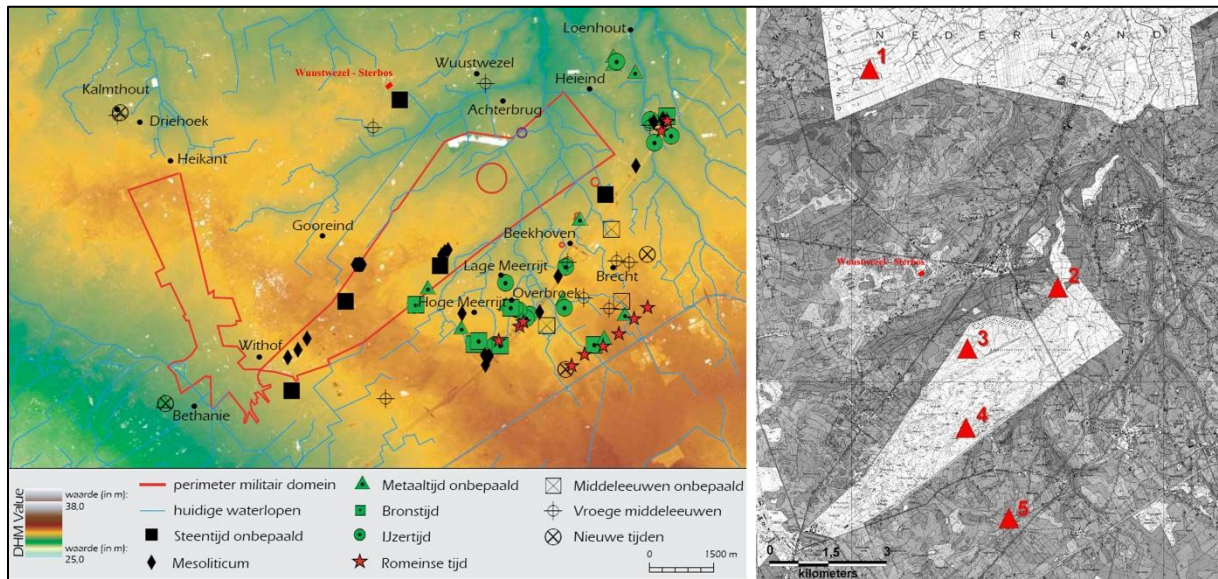 Loenhout
Wuustwezel
Wuustwezel - Sterbos
Kalmthout
Heieind
Achterbrug
Driehoek
Heikant
Gooreind
Beekhoven
Lage Meerrijt
Brecht
Overbroek
Hoge Meerrijt
Withof
Bethanie
DHM Value
waarde (in m):
38,0
waarde (in m):
25,0
perimeter militair domein
huidige waterlopen
Steentijd onbepaald
Mesoliticum
Metaaltijd onbepaald
Bronstijd
IJzertijd
Romeinse tijd
Middeleeuwen onbepaald
Vroege middeleeuwen
Nieuwe tijden
0 1500 m
NEDERLAND
1
Wuustwezel - Sterbos
2
3
4
5
0 1,5 3
kilometers